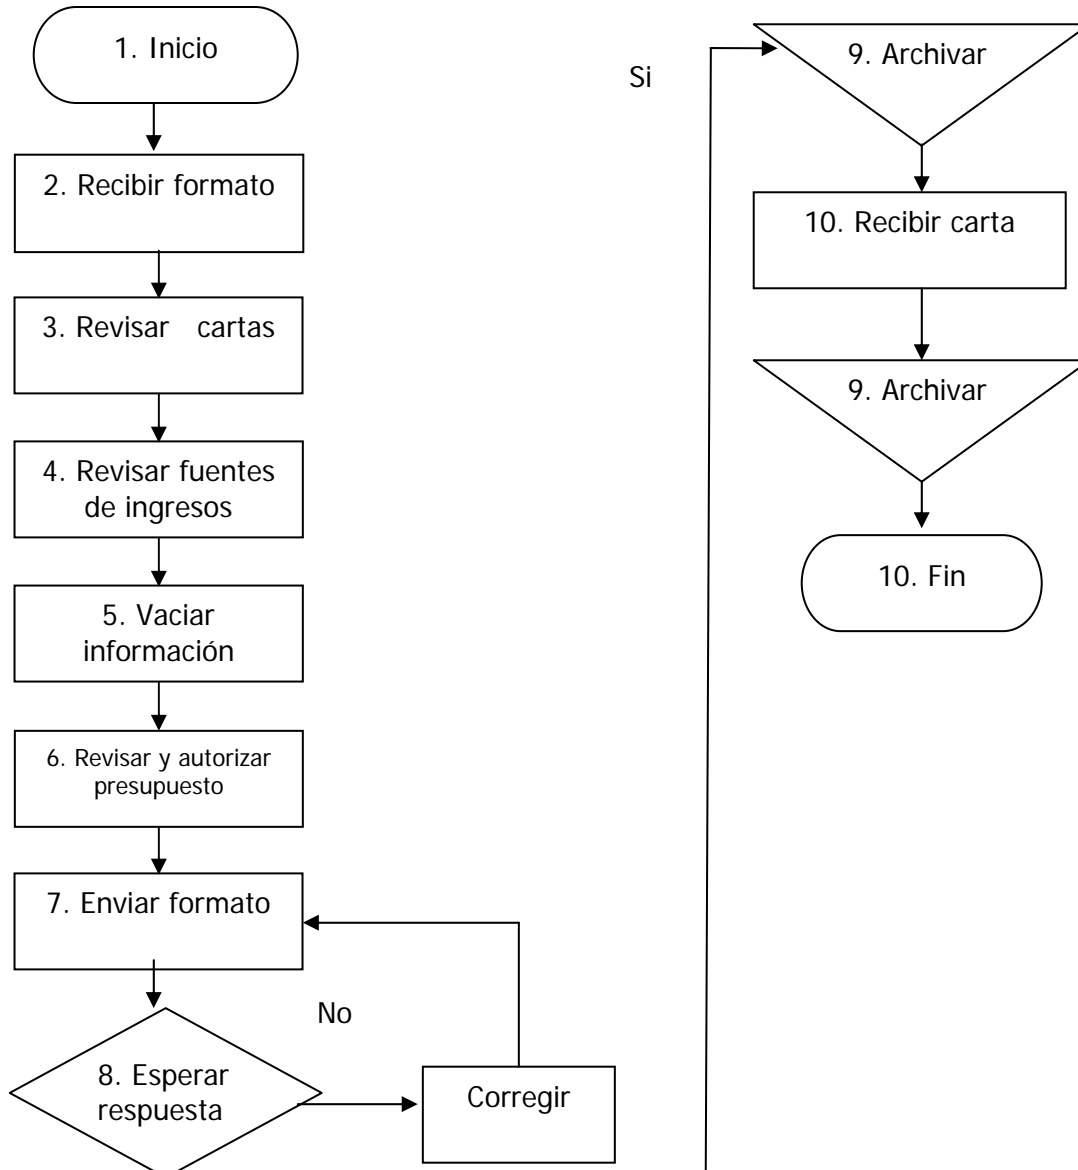 1. Inicio
2. Recibir formato
3. Revisar cartas
4. Revisar fuentes
de ingresos
5. Vaciar
información
6. Revisar y autorizar
presupuesto
7. Enviar formato
No
8. Esperar
respuesta
Corregir
Si
9. Archivar
10. Recibir carta
9. Archivar
10. Fin